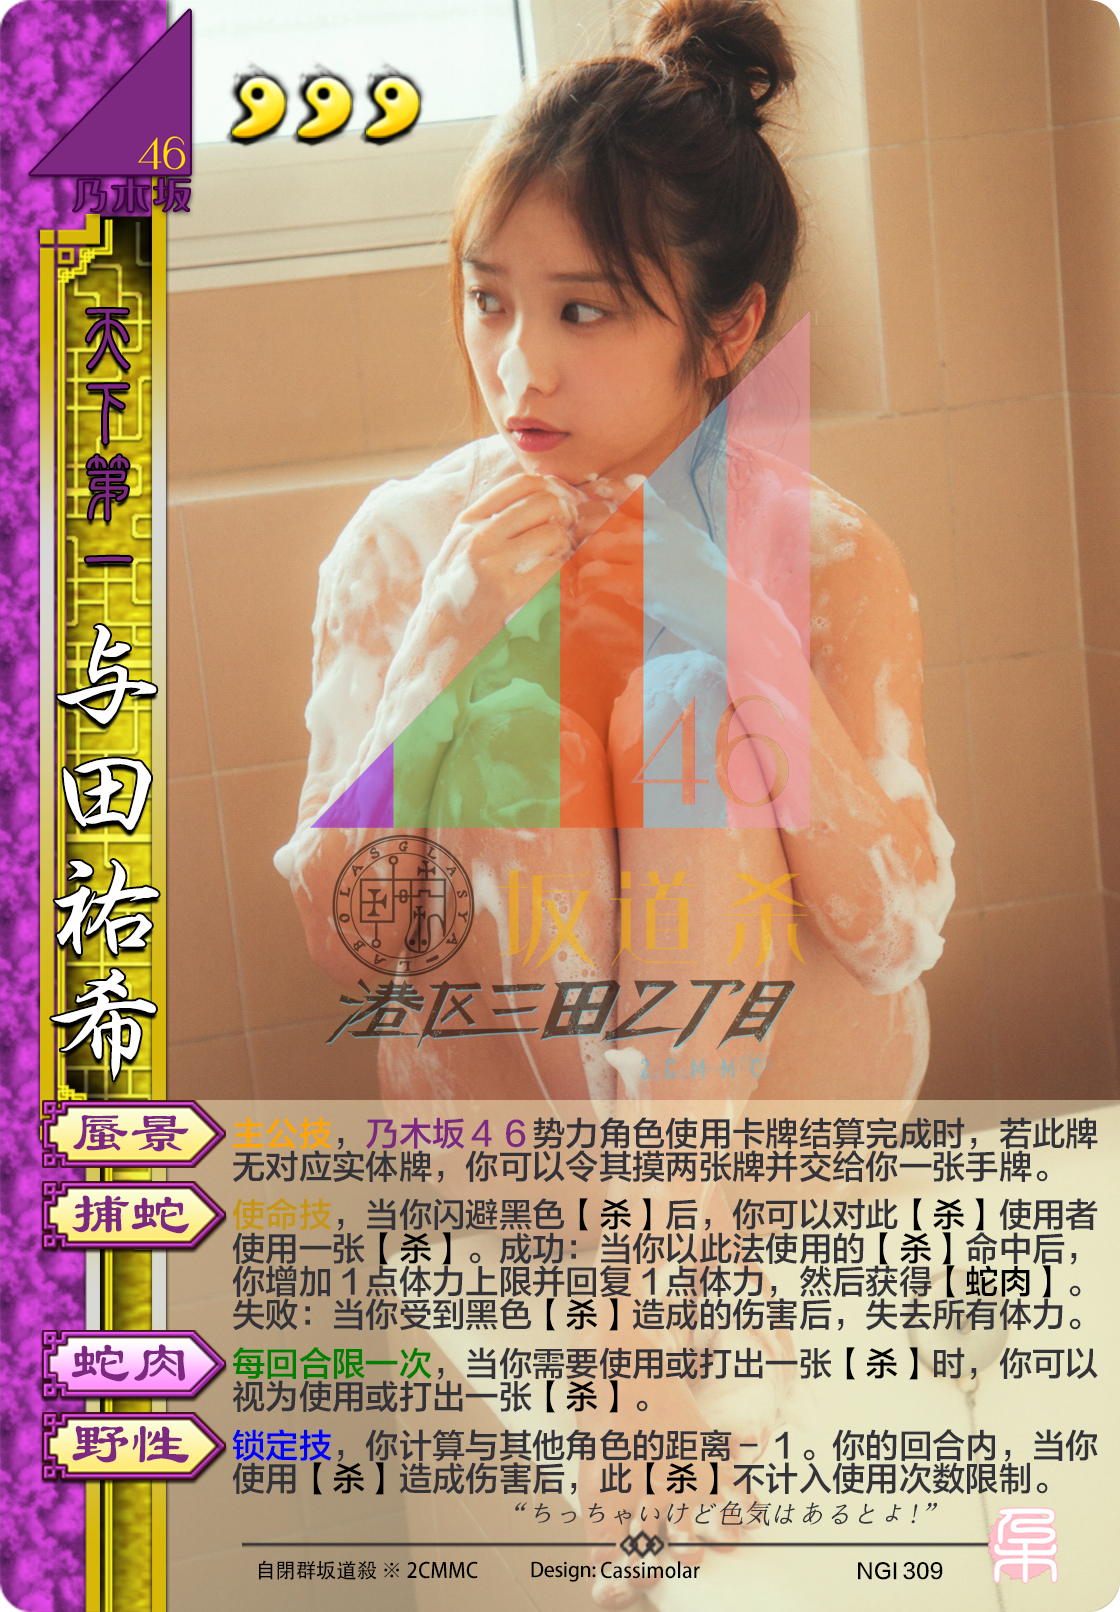 46
乃木坂
天下第一
与田祐希
46
GLASYA-LABOLAS
坂道杀
港区三田2丁目
2CMMC
蜃景
主公技，乃木坂４６势力角色使用卡牌结算完成时，若此牌
无对应实体牌，你可以令其摸两张牌并交给你一张手牌。
捕蛇
使命技，当你闪避黑色【杀】后，你可以对此【杀】使用者
使用一张【杀】。成功：当你以此法使用的【杀】命中后，
你增加１点体力上限并回复１点体力，然后获得【蛇肉】。
失败：当你受到黑色【杀】造成的伤害后，失去所有体力。
蛇肉
每回合限一次，当你需要使用或打出一张【杀】时，你可以
视为使用或打出一张【杀】。
野性
锁定技，你计算与其他角色的距离－１。你的回合内，当你
使用【杀】造成伤害后，此【杀】不计入使用次数限制。
“ちっちゃいけど色気はあるとよ！”
自閉群坂道殺 ※ 2CMMC Design: Cassimolar NGI 309